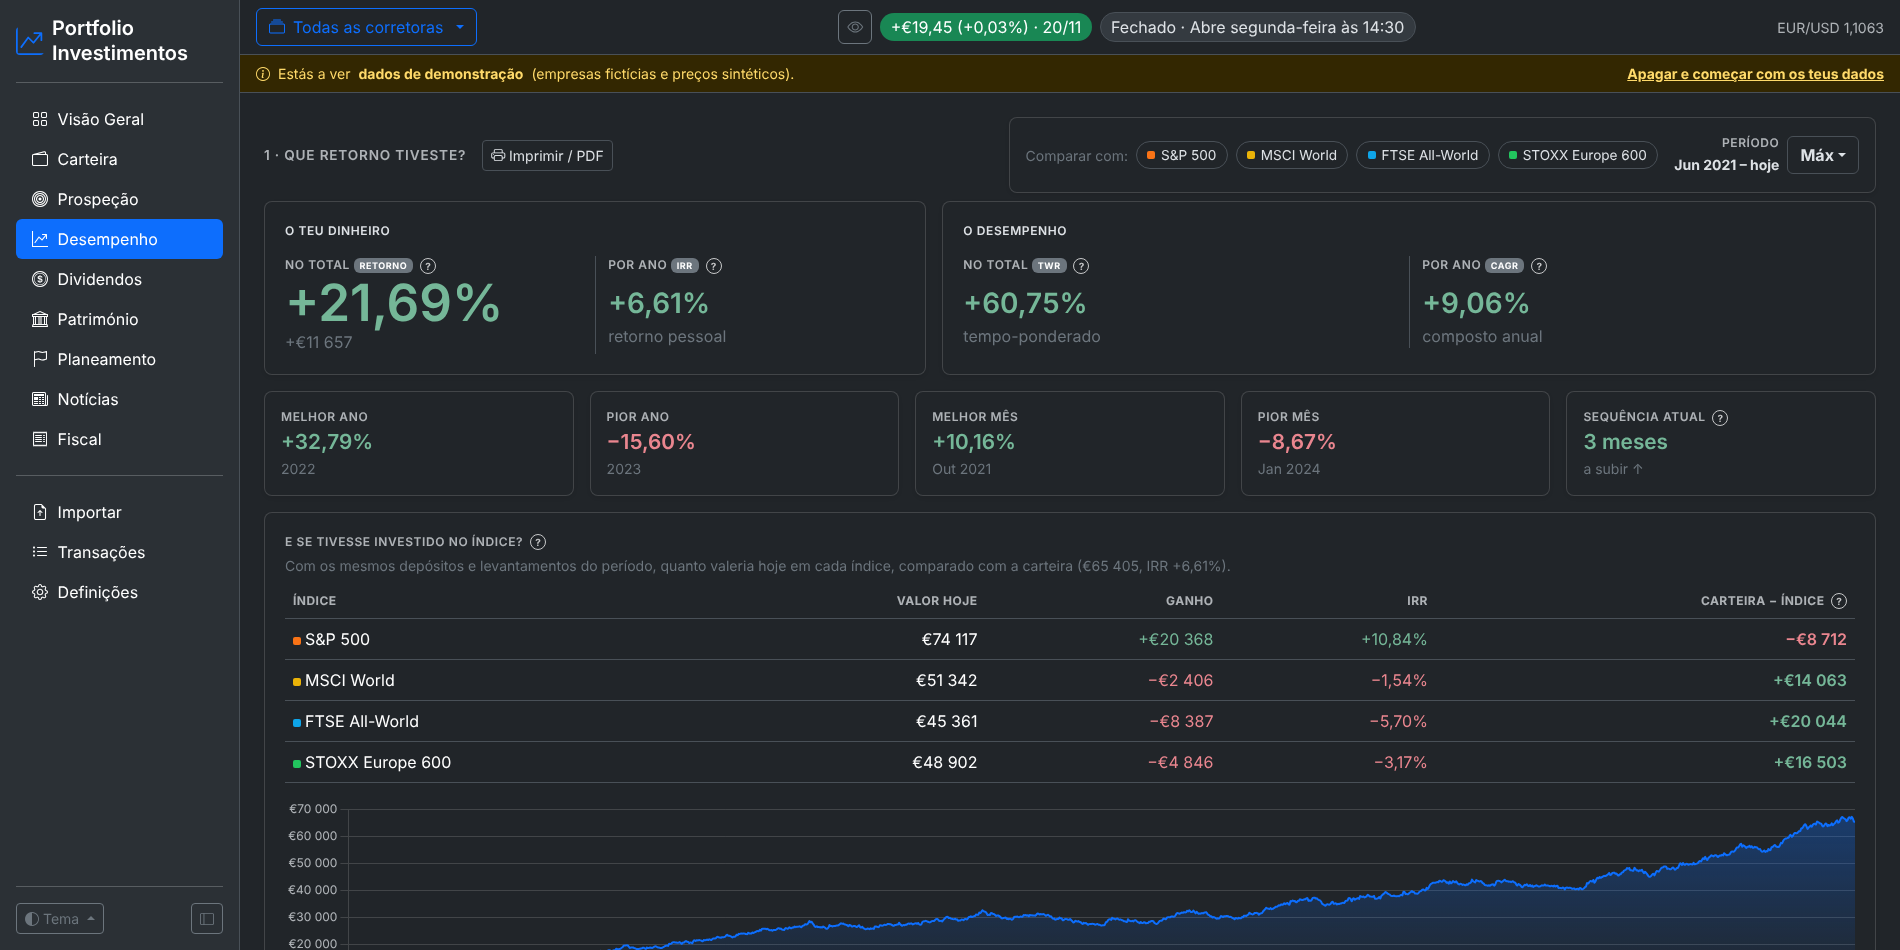 Portfolio
Investimentos
Visão Geral
Carteira
Prospeção
Desempenho
Dividendos
Património
Planeamento
Notícias
Fiscal
Importar
Transações
Definições
Tema
Todas as corretoras
+€19,45 (+0,03%) · 20/11
Fechado · Abre segunda-feira às 14:30
EUR/USD 1,1063
Estás a ver dados de demonstração (empresas fictícias e preços sintéticos).
Apagar e começar com os teus dados
1 · QUE RETORNO TIVESTE?
Imprimir / PDF
Comparar com:
S&P 500
MSCI World
FTSE All-World
STOXX Europe 600
PERÍODO
Jun 2021 – hoje
Máx
O TEU DINHEIRO
NO TOTAL RETORNO ?
+21,69%
+€11 657
POR ANO IRR ?
+6,61%
retorno pessoal
O DESEMPENHO
NO TOTAL TWR ?
+60,75%
tempo-ponderado
POR ANO CAGR ?
+9,06%
composto anual
MELHOR ANO
+32,79%
2022
PIOR ANO
−15,60%
2023
MELHOR MÊS
+10,16%
Out 2021
PIOR MÊS
−8,67%
Jan 2024
SEQUÊNCIA ATUAL ?
3 meses
a subir ↑
E SE TIVESSE INVESTIDO NO ÍNDICE? ?
Com os mesmos depósitos e levantamentos do período, quanto valeria hoje em cada índice, comparado com a carteira (€65 405, IRR +6,61%).
ÍNDICE VALOR HOJE GANHO IRR CARTEIRA − ÍNDICE ?
S&P 500 €74 117 +€20 368 +10,84% −€8 712
MSCI World €51 342 −€2 406 −1,54% +€14 063
FTSE All-World €45 361 −€8 387 −5,70% +€20 044
STOXX Europe 600 €48 902 −€4 846 −3,17% +€16 503
€70 000
€60 000
€50 000
€40 000
€30 000
€20 000